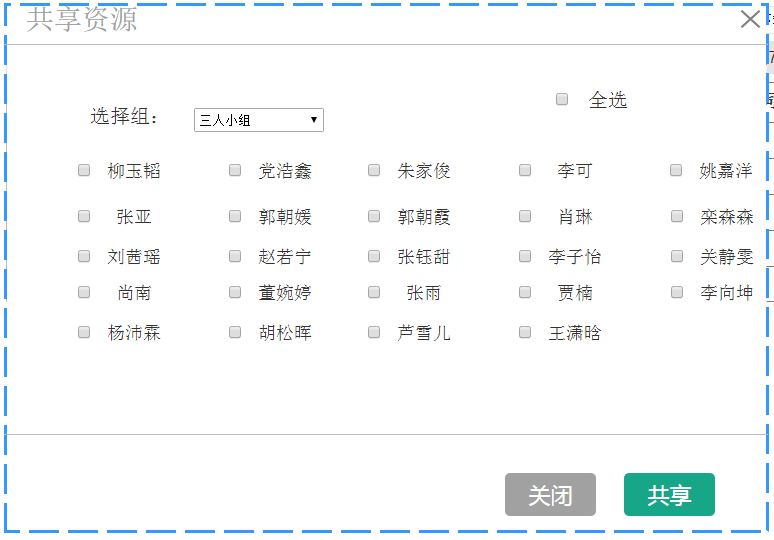 共享资源
全选
选择组：
三人小组
柳玉韬 党浩鑫 朱家俊 李可 姚嘉洋
张亚 郭朝媛 郭朝霞 肖琳 栾森森
刘茜瑶 赵若宁 张钰甜 李子怡 关静雯
尚南 董婉婷 张雨 贾楠 李向坤
杨沛霖 胡松晖 芦雪儿 王潇晗
关闭 共享